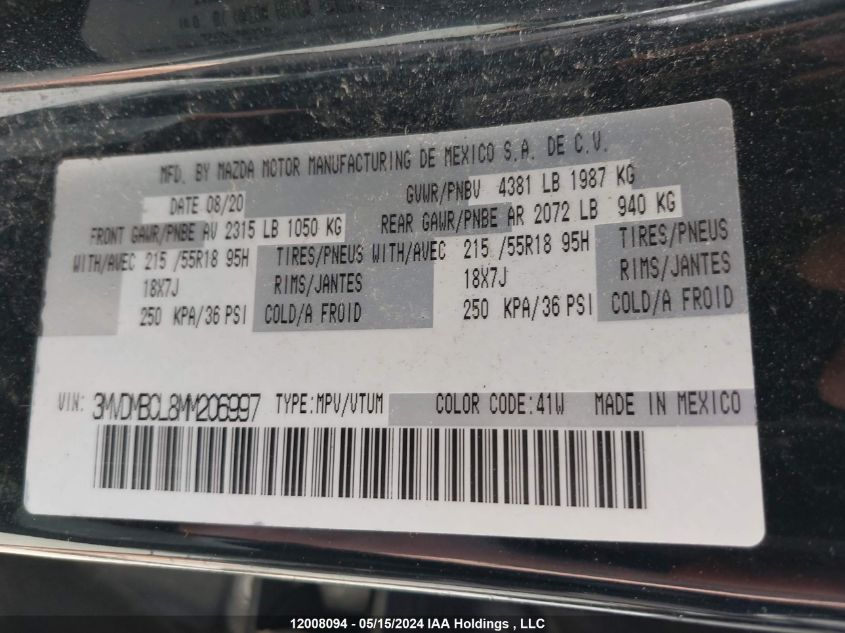 MFD. BY MAZDA MOTOR MANUFACTURING DE MEXICO S.A. DE C.V.
DATE 08/20 GVWR/PNBV 4381 LB 1987 KG
FRONT GAWR/PNBE AV 2315 LB 1050 KG REAR GAWR/PNBE AR 2072 LB 940 KG
WITH/AVEC 215 /55R18 95H TIRES/PNEUS WITH/AVEC 215 /55R18 95H TIRES/PNEUS
18X7J RIMS/JANTES 18X7J RIMS/JANTES
250 KPA/36 PSI COLD/A FROID 250 KPA/36 PSI COLD/A FROID
VIN: 3MVDMBCL8MM206997 TYPE:MPV/VTUM COLOR CODE:41W MADE IN MEXICO
12008094 - 05/15/2024 IAA Holdings , LLC